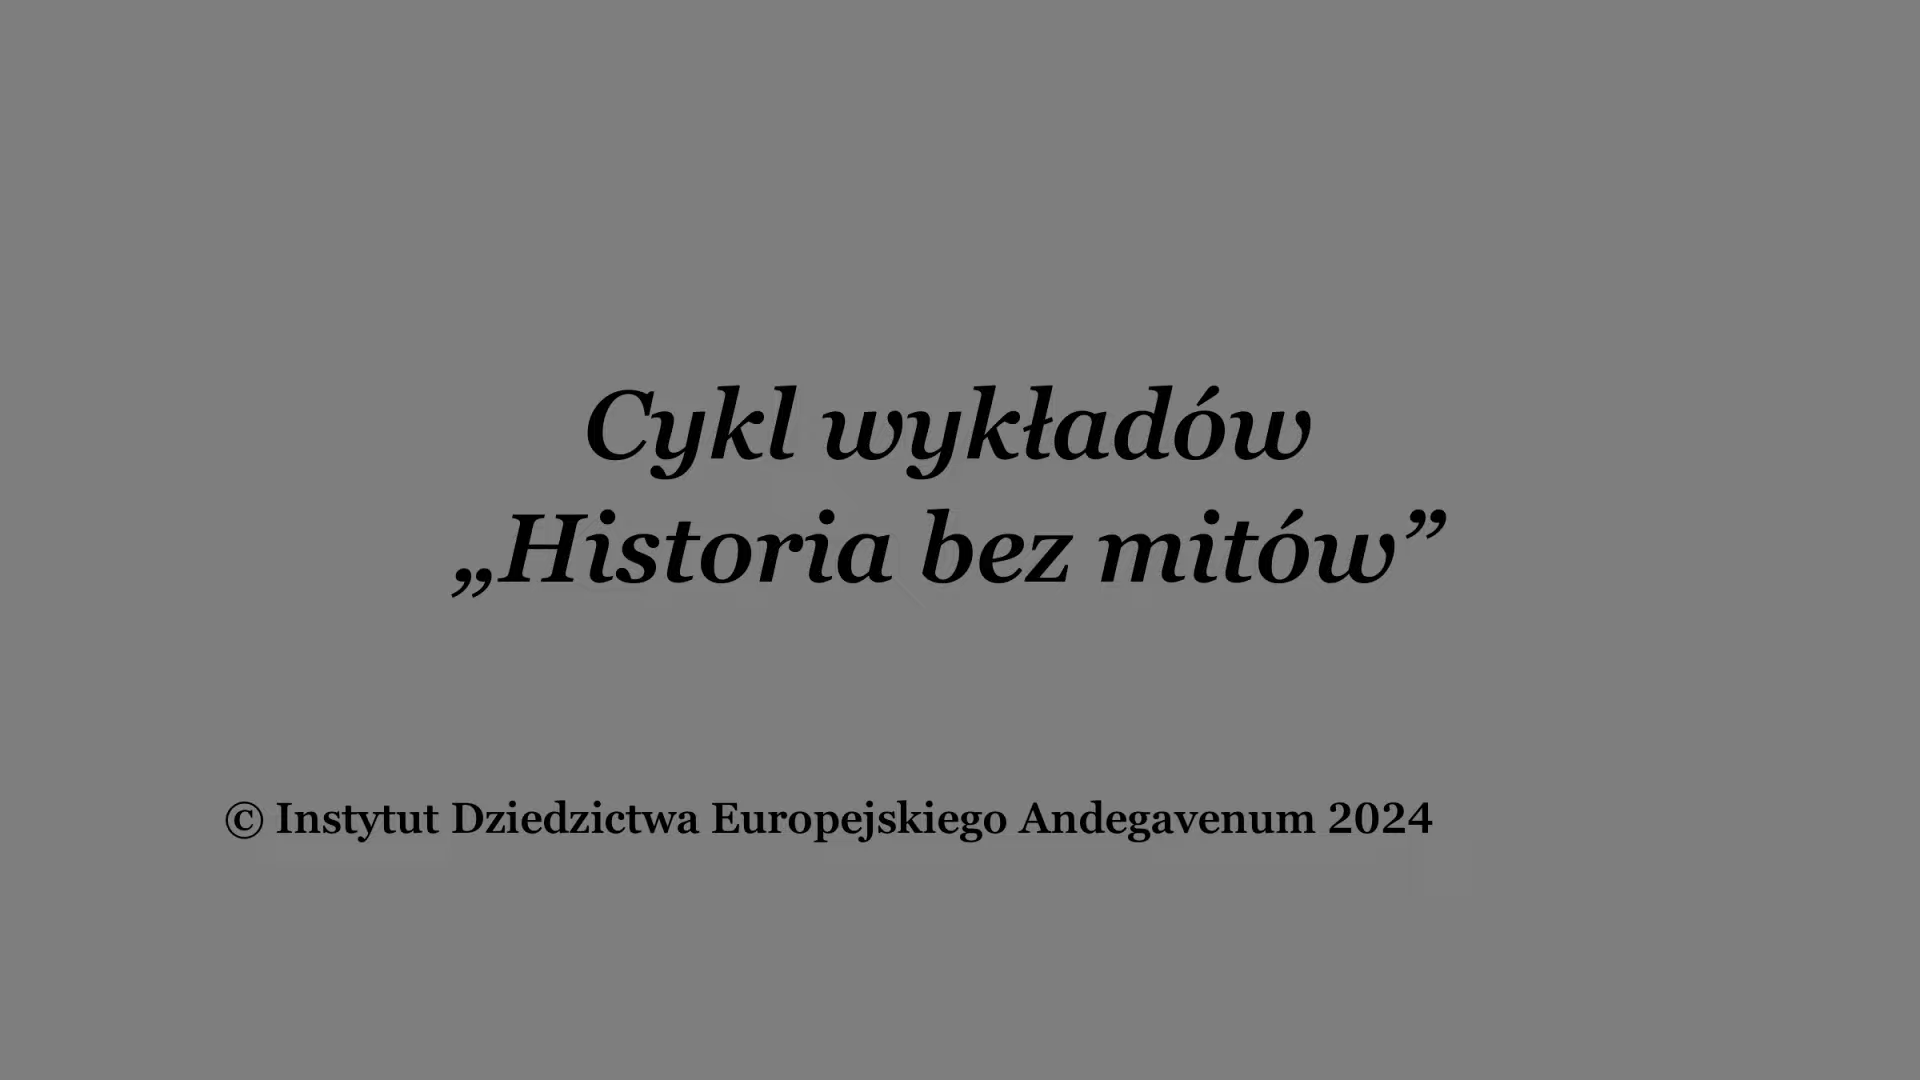 Cykl wykładów
„Historia bez mitów”
© Instytut Dziedzictwa Europejskiego Andegavenum 2024